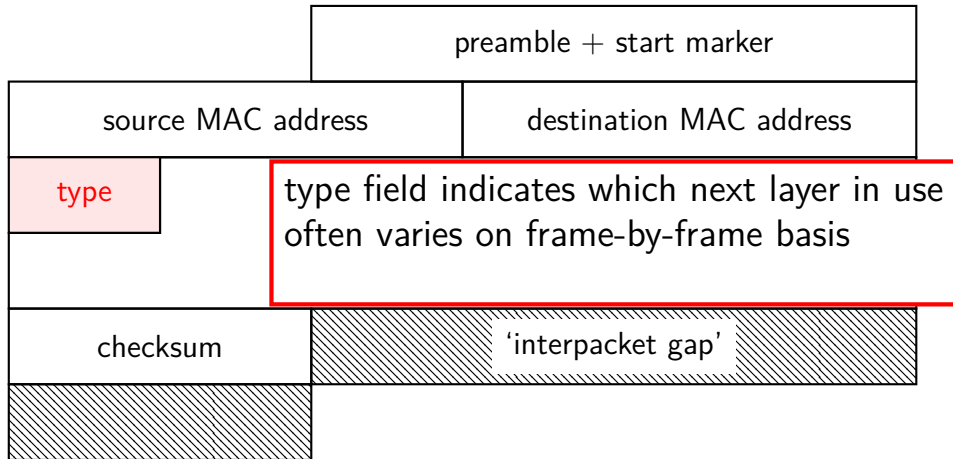 preamble + start marker
source MAC address
destination MAC address
type
type field indicates which next layer in use
often varies on frame-by-frame basis
checksum
‘interpacket gap’